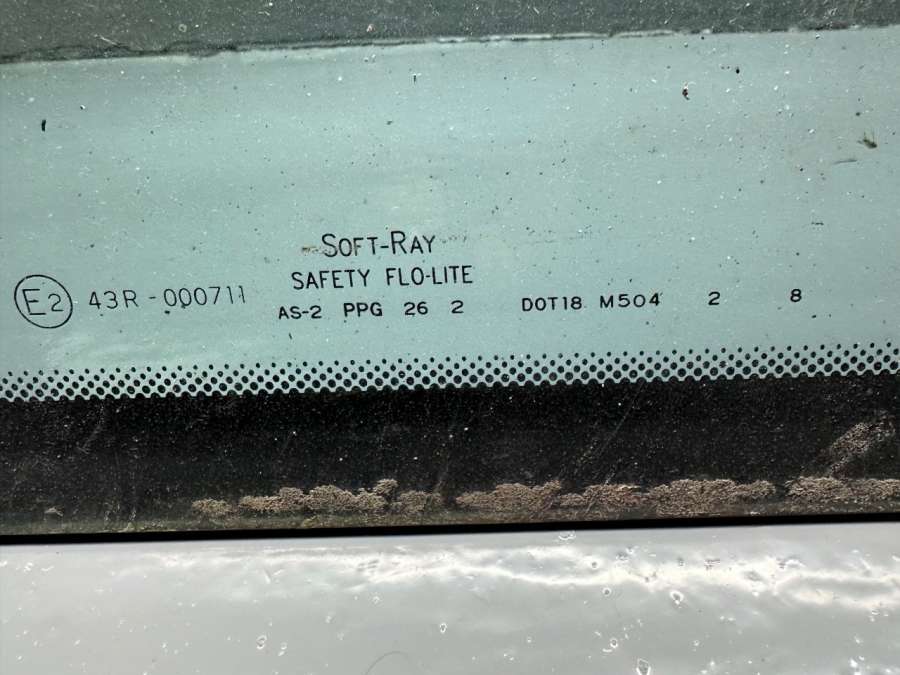 SOFT-RAY
SAFETY FLO-LITE
E2 43R-000711
AS-2 PPG 26 2 DOT18 M504 2 8